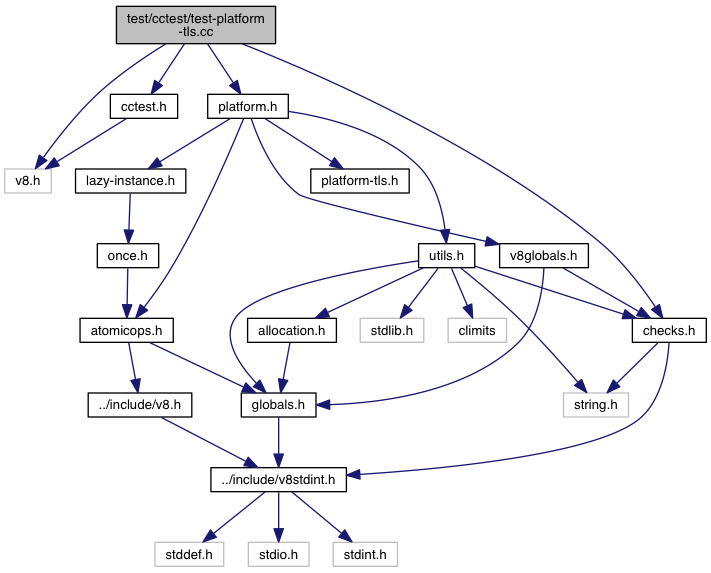 test/cctest/test-platform
-tls.cc
cctest.h
platform.h
v8.h
lazy-instance.h
platform-tls.h
once.h
utils.h
v8globals.h
atomicops.h
allocation.h
stdlib.h
climits
checks.h
../include/v8.h
globals.h
string.h
../include/v8stdint.h
stddef.h
stdio.h
stdint.h